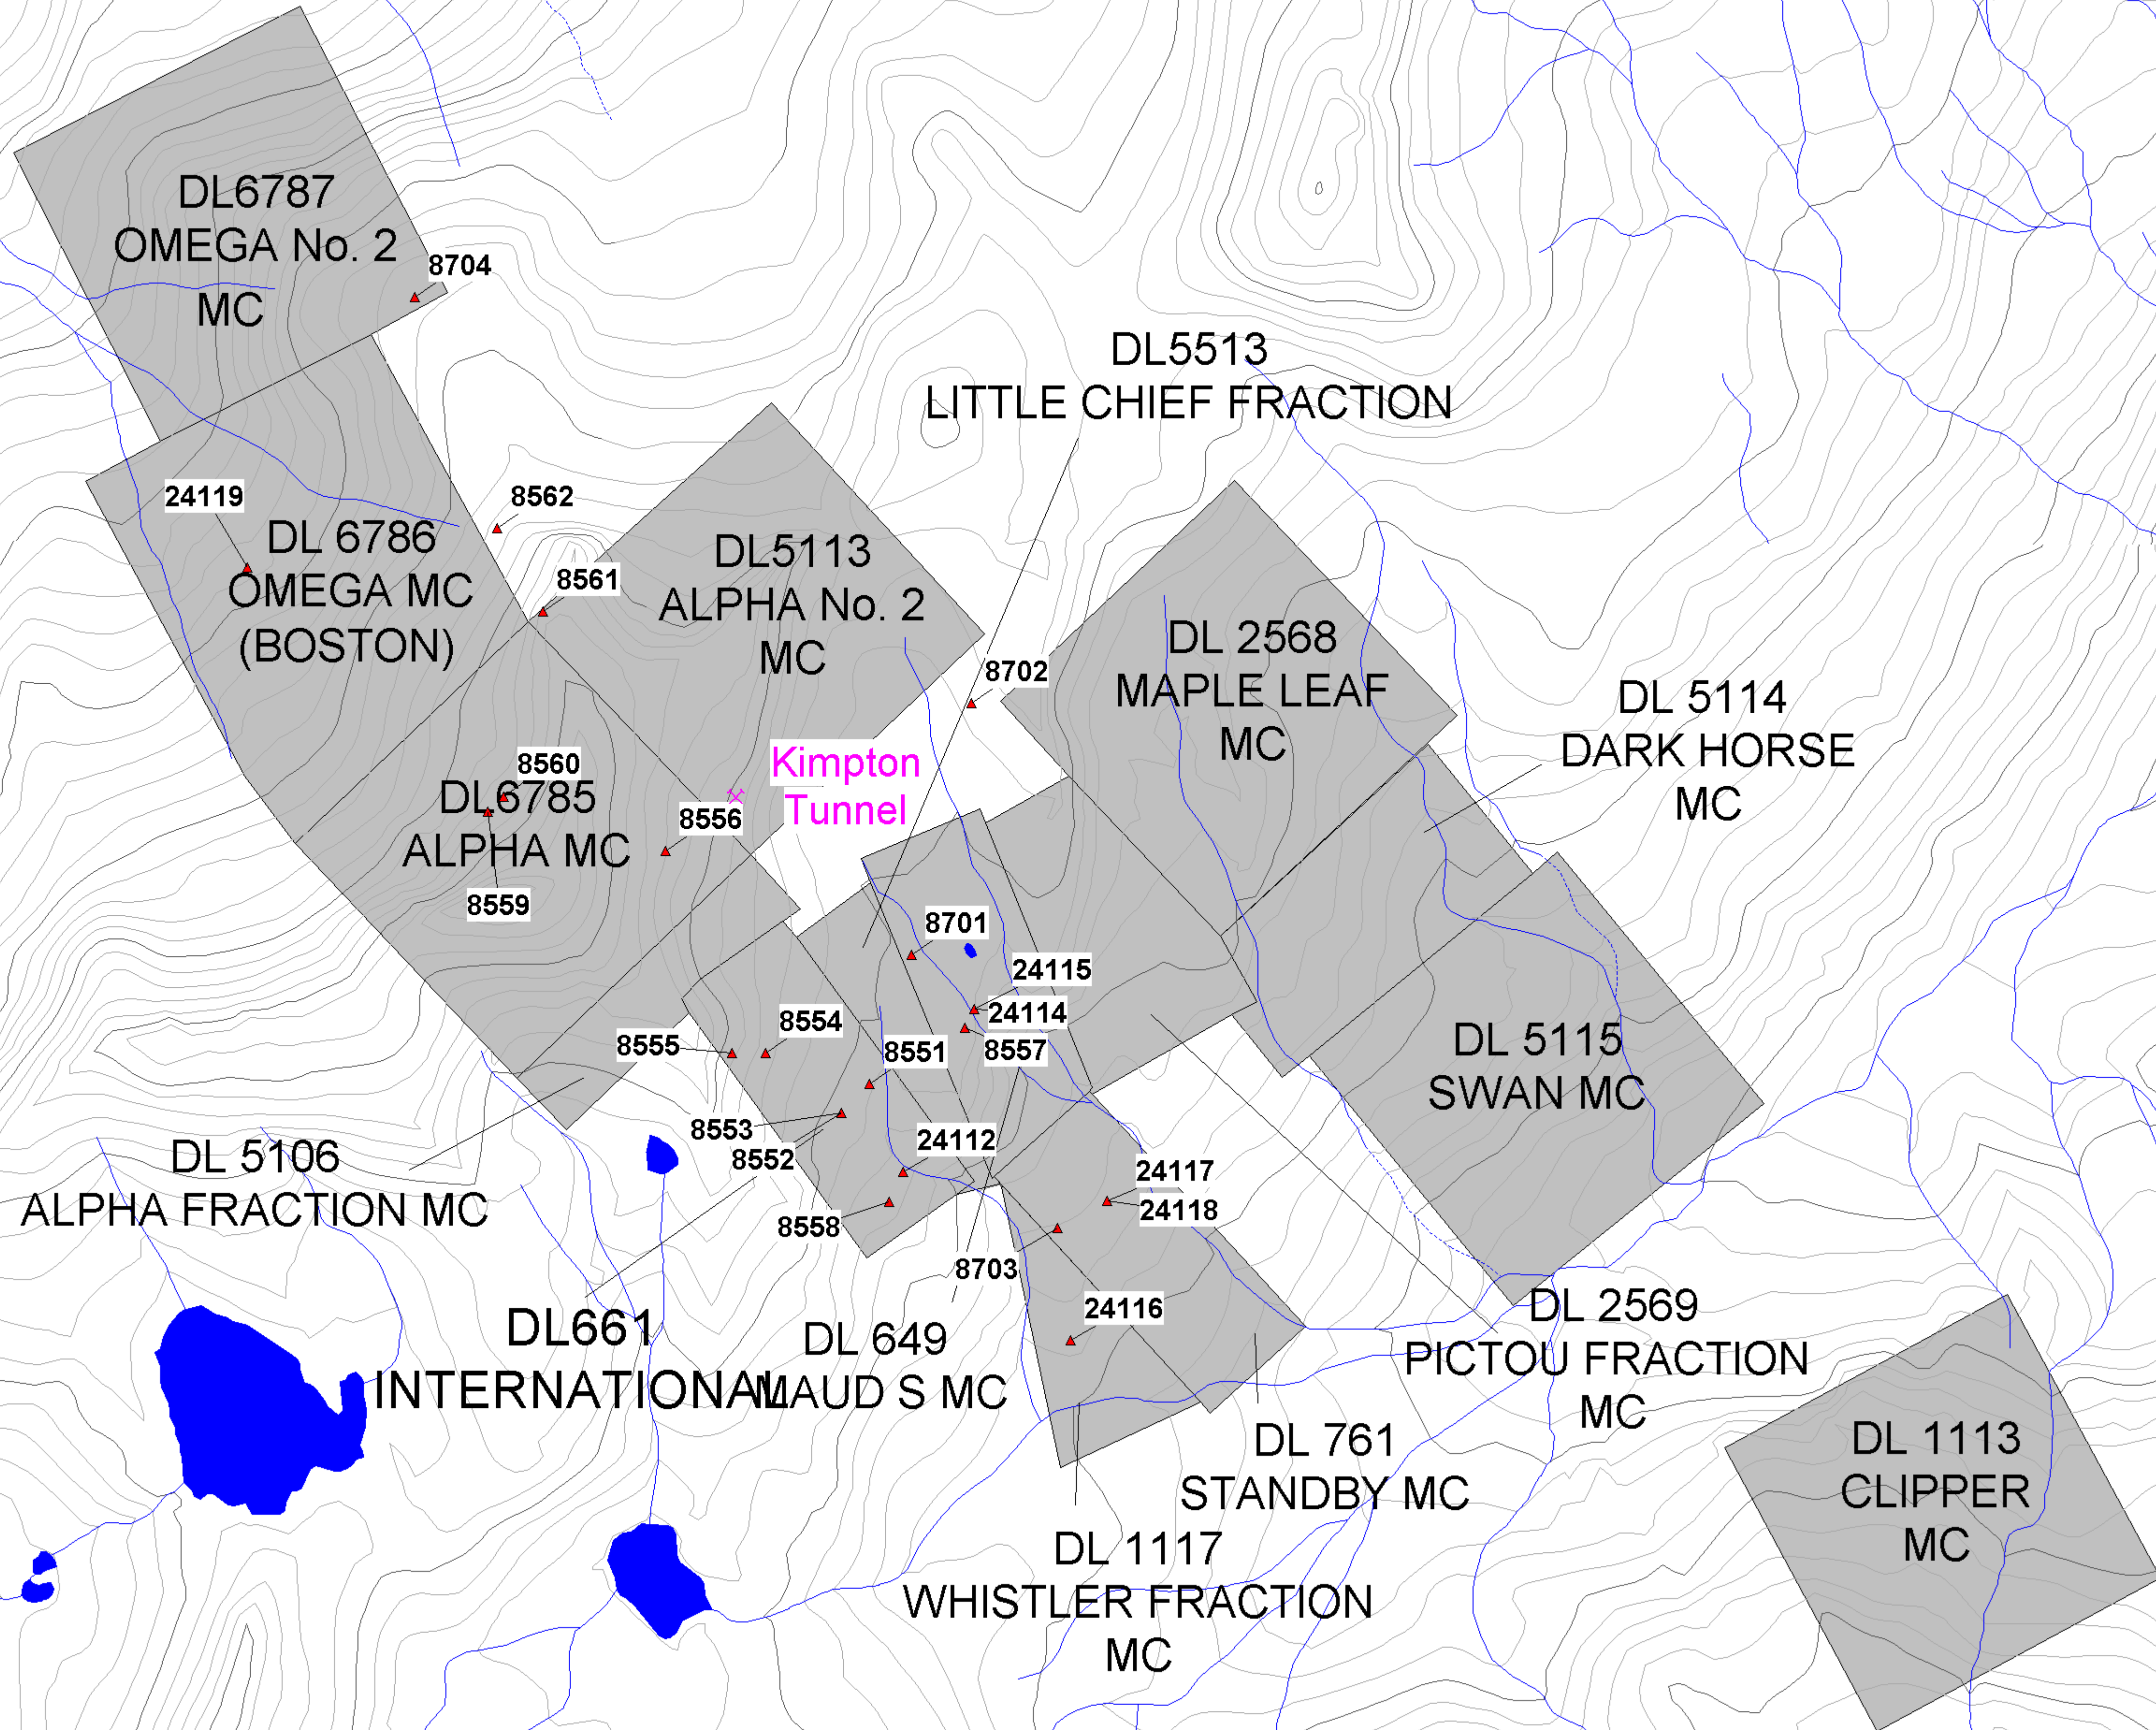 DL6787
OMEGA No. 2
MC
8704
DL5513
LITTLE CHIEF FRACTION
24119
8562
DL 6786
OMEGA MC
(BOSTON)
8561
DL5113
ALPHA No. 2
MC
8702
DL 2568
MAPLE LEAF
MC
DL 5114
DARK HORSE
MC
Kimpton
Tunnel
8560
DL6785
ALPHA MC
8556
8559
8701
24115
24114
8557
8554
8555
8551
8553
8552
24112
8558
DL 5115
SWAN MC
DL 5106
ALPHA FRACTION MC
24117
24118
8703
24116
DL661
INTERNATIONAL
DL 649
MAUD S MC
DL 2569
PICTOU FRACTION
MC
DL 761
STANDBY MC
DL 1117
WHISTLER FRACTION
MC
DL 1113
CLIPPER
MC